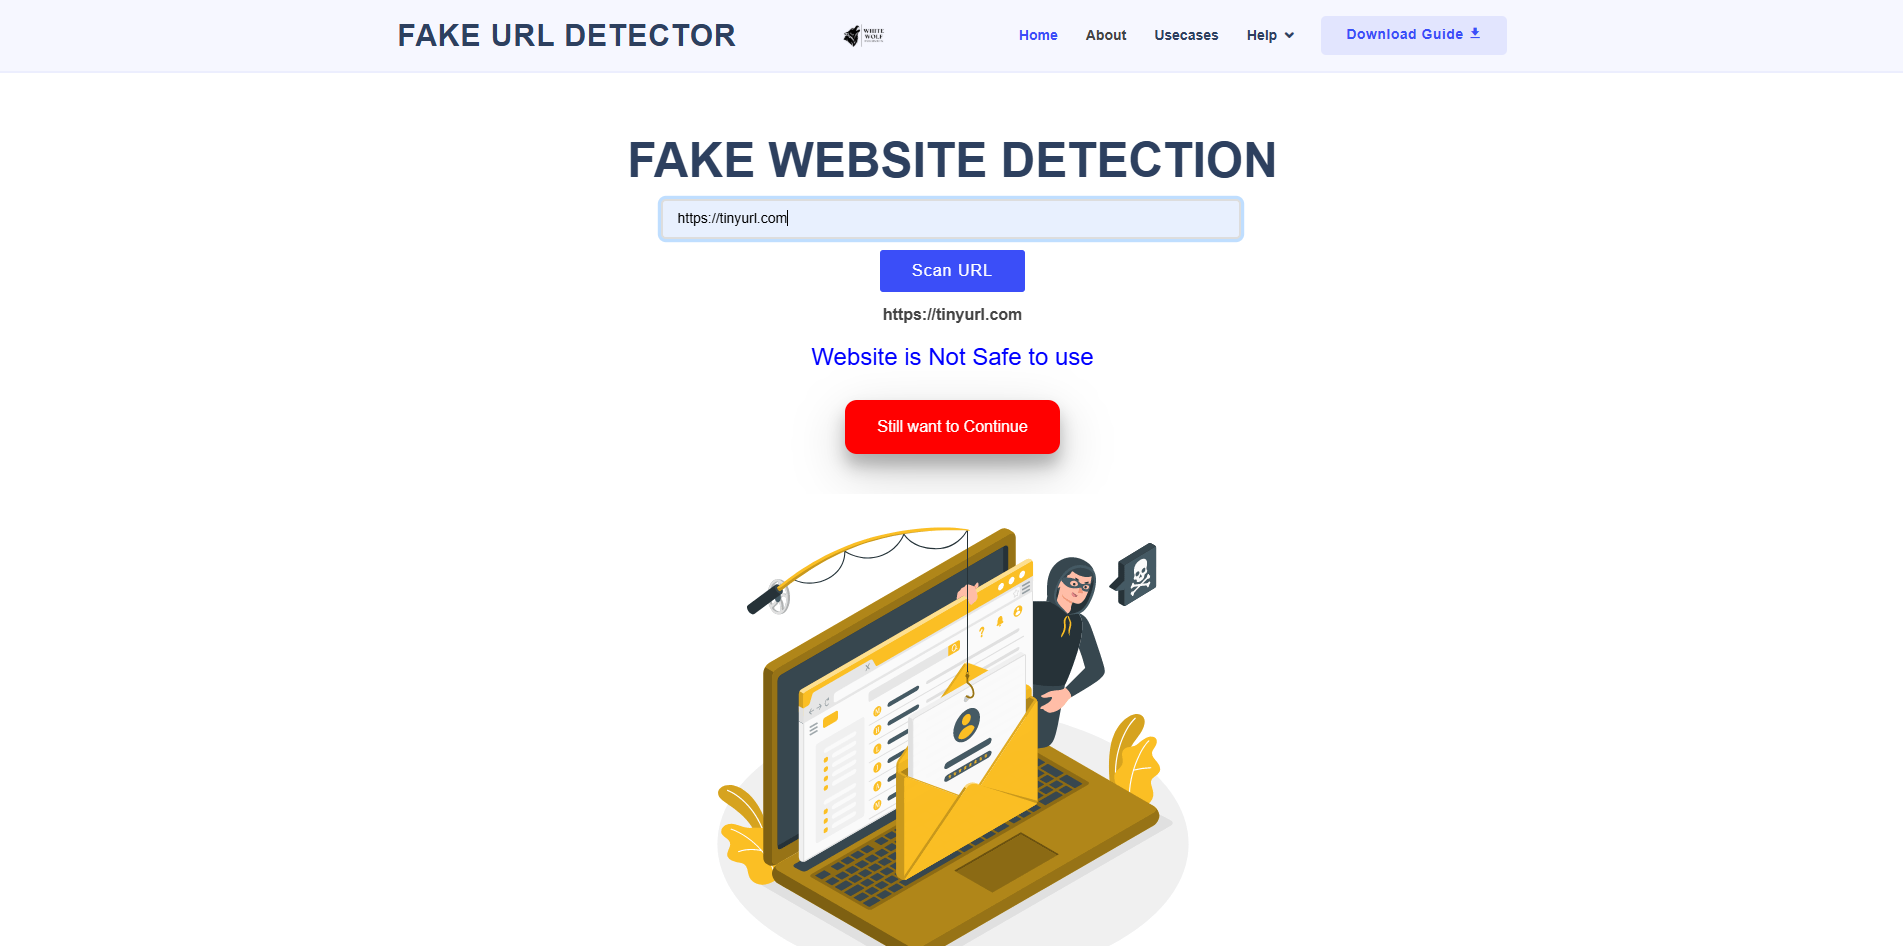 FAKE URL DETECTOR
WHITE
WOLF
Home
About
Usecases
Help
Download Guide
FAKE WEBSITE DETECTION
https://tinyurl.com
Scan URL
https://tinyurl.com
Website is Not Safe to use
Still want to Continue